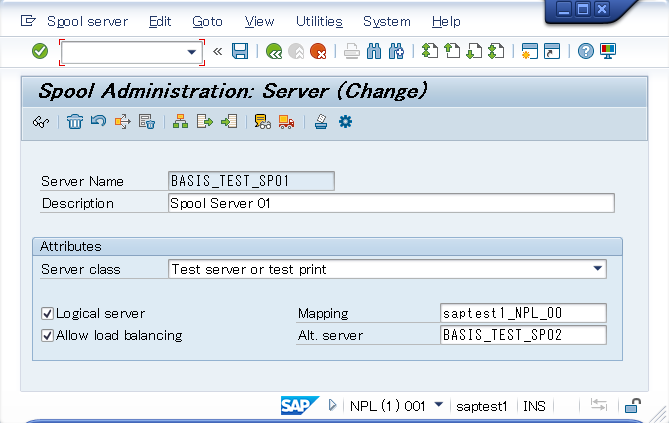 Spool server Edit Goto View Utilities System Help
Spool Administration: Server (Change)
Server Name BASIS_TEST_SP01
Description Spool Server 01
Attributes
Server class Test server or test print
Logical server Mapping saptest1_NPL_00
Allow load balancing Alt. server BASIS_TEST_SP02
SAP NPL (1) 001 saptest1 INS